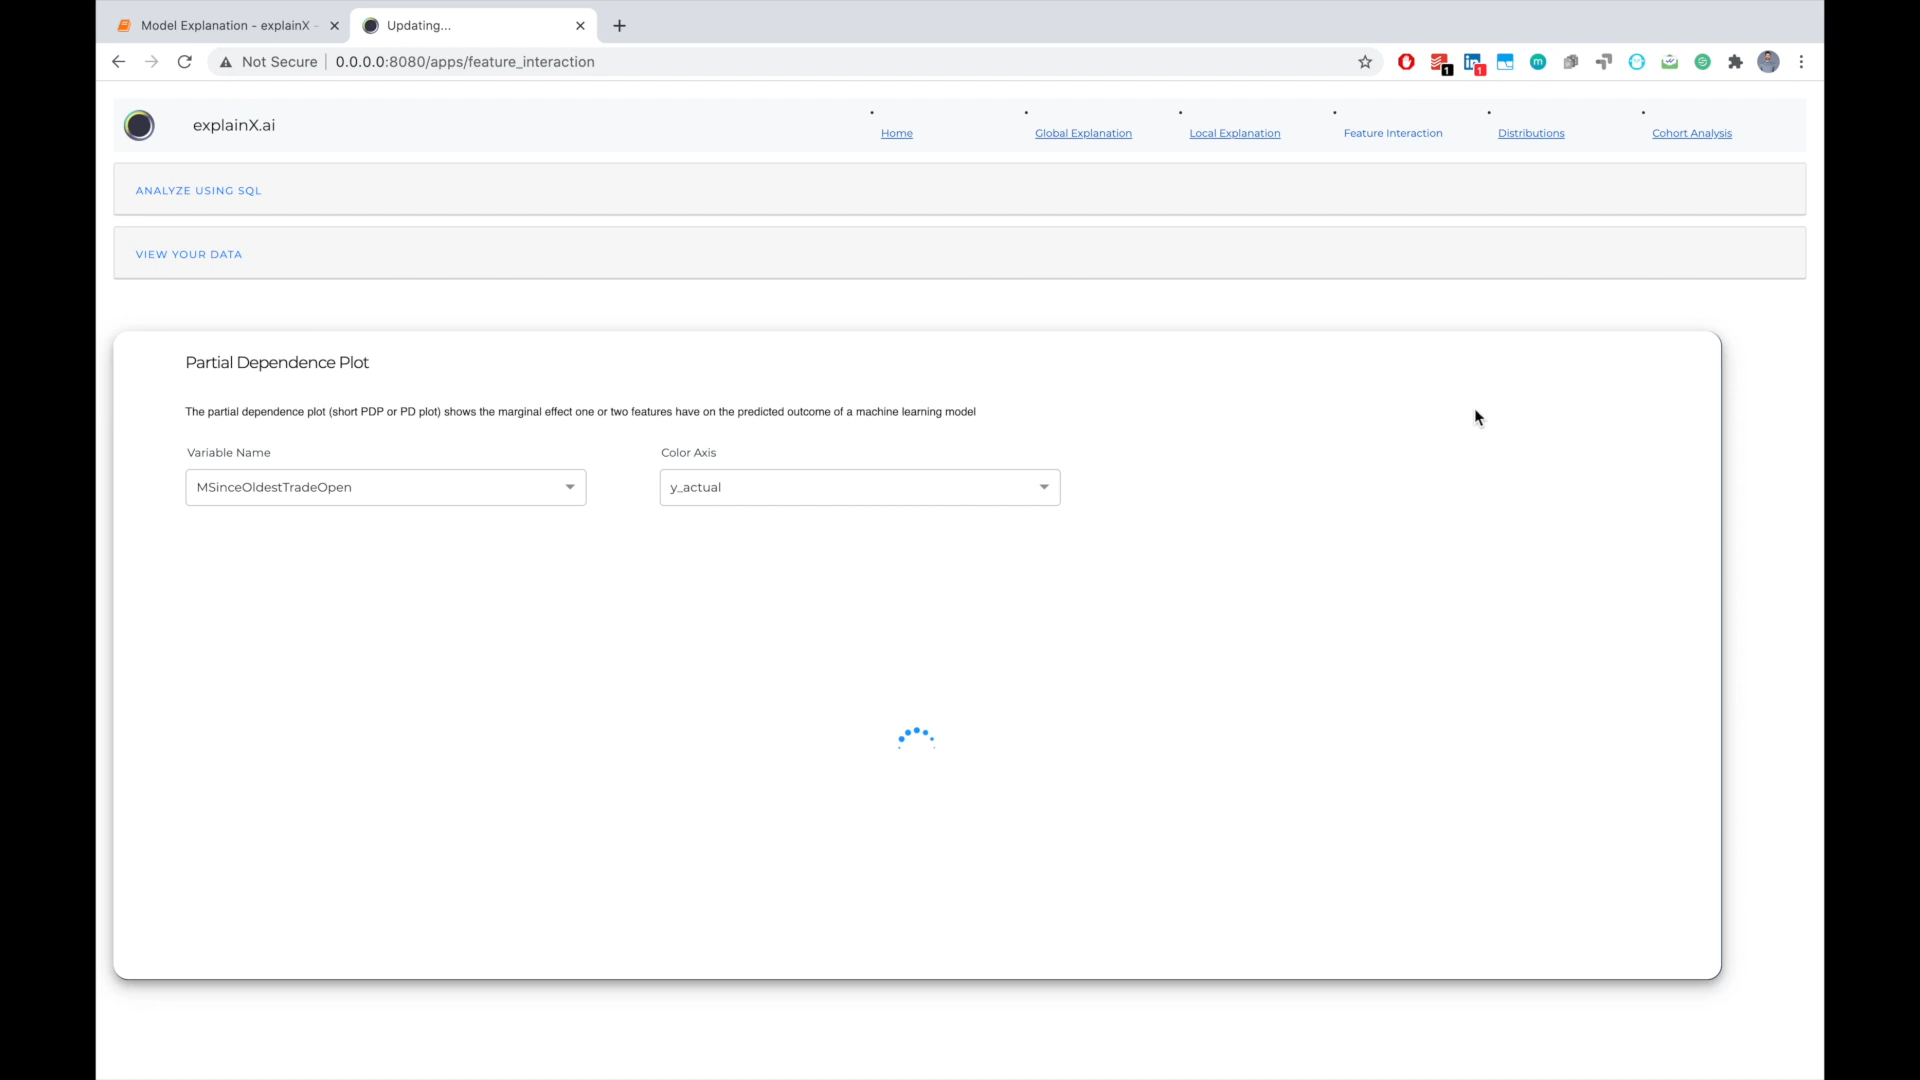 Model Explanation - explainX -
Updating...
Not Secure
0.0.0.0:8080/apps/feature_interaction
1
in 1
m
explainX.ai
Home
Global Explanation
Local Explanation
Feature Interaction
Distributions
Cohort Analysis
ANALYZE USING SQL
VIEW YOUR DATA
Partial Dependence Plot
The partial dependence plot (short PDP or PD plot) shows the marginal effect one or two features have on the predicted outcome of a machine learning model
Variable Name
Color Axis
MSinceOldestTradeOpen
y_actual